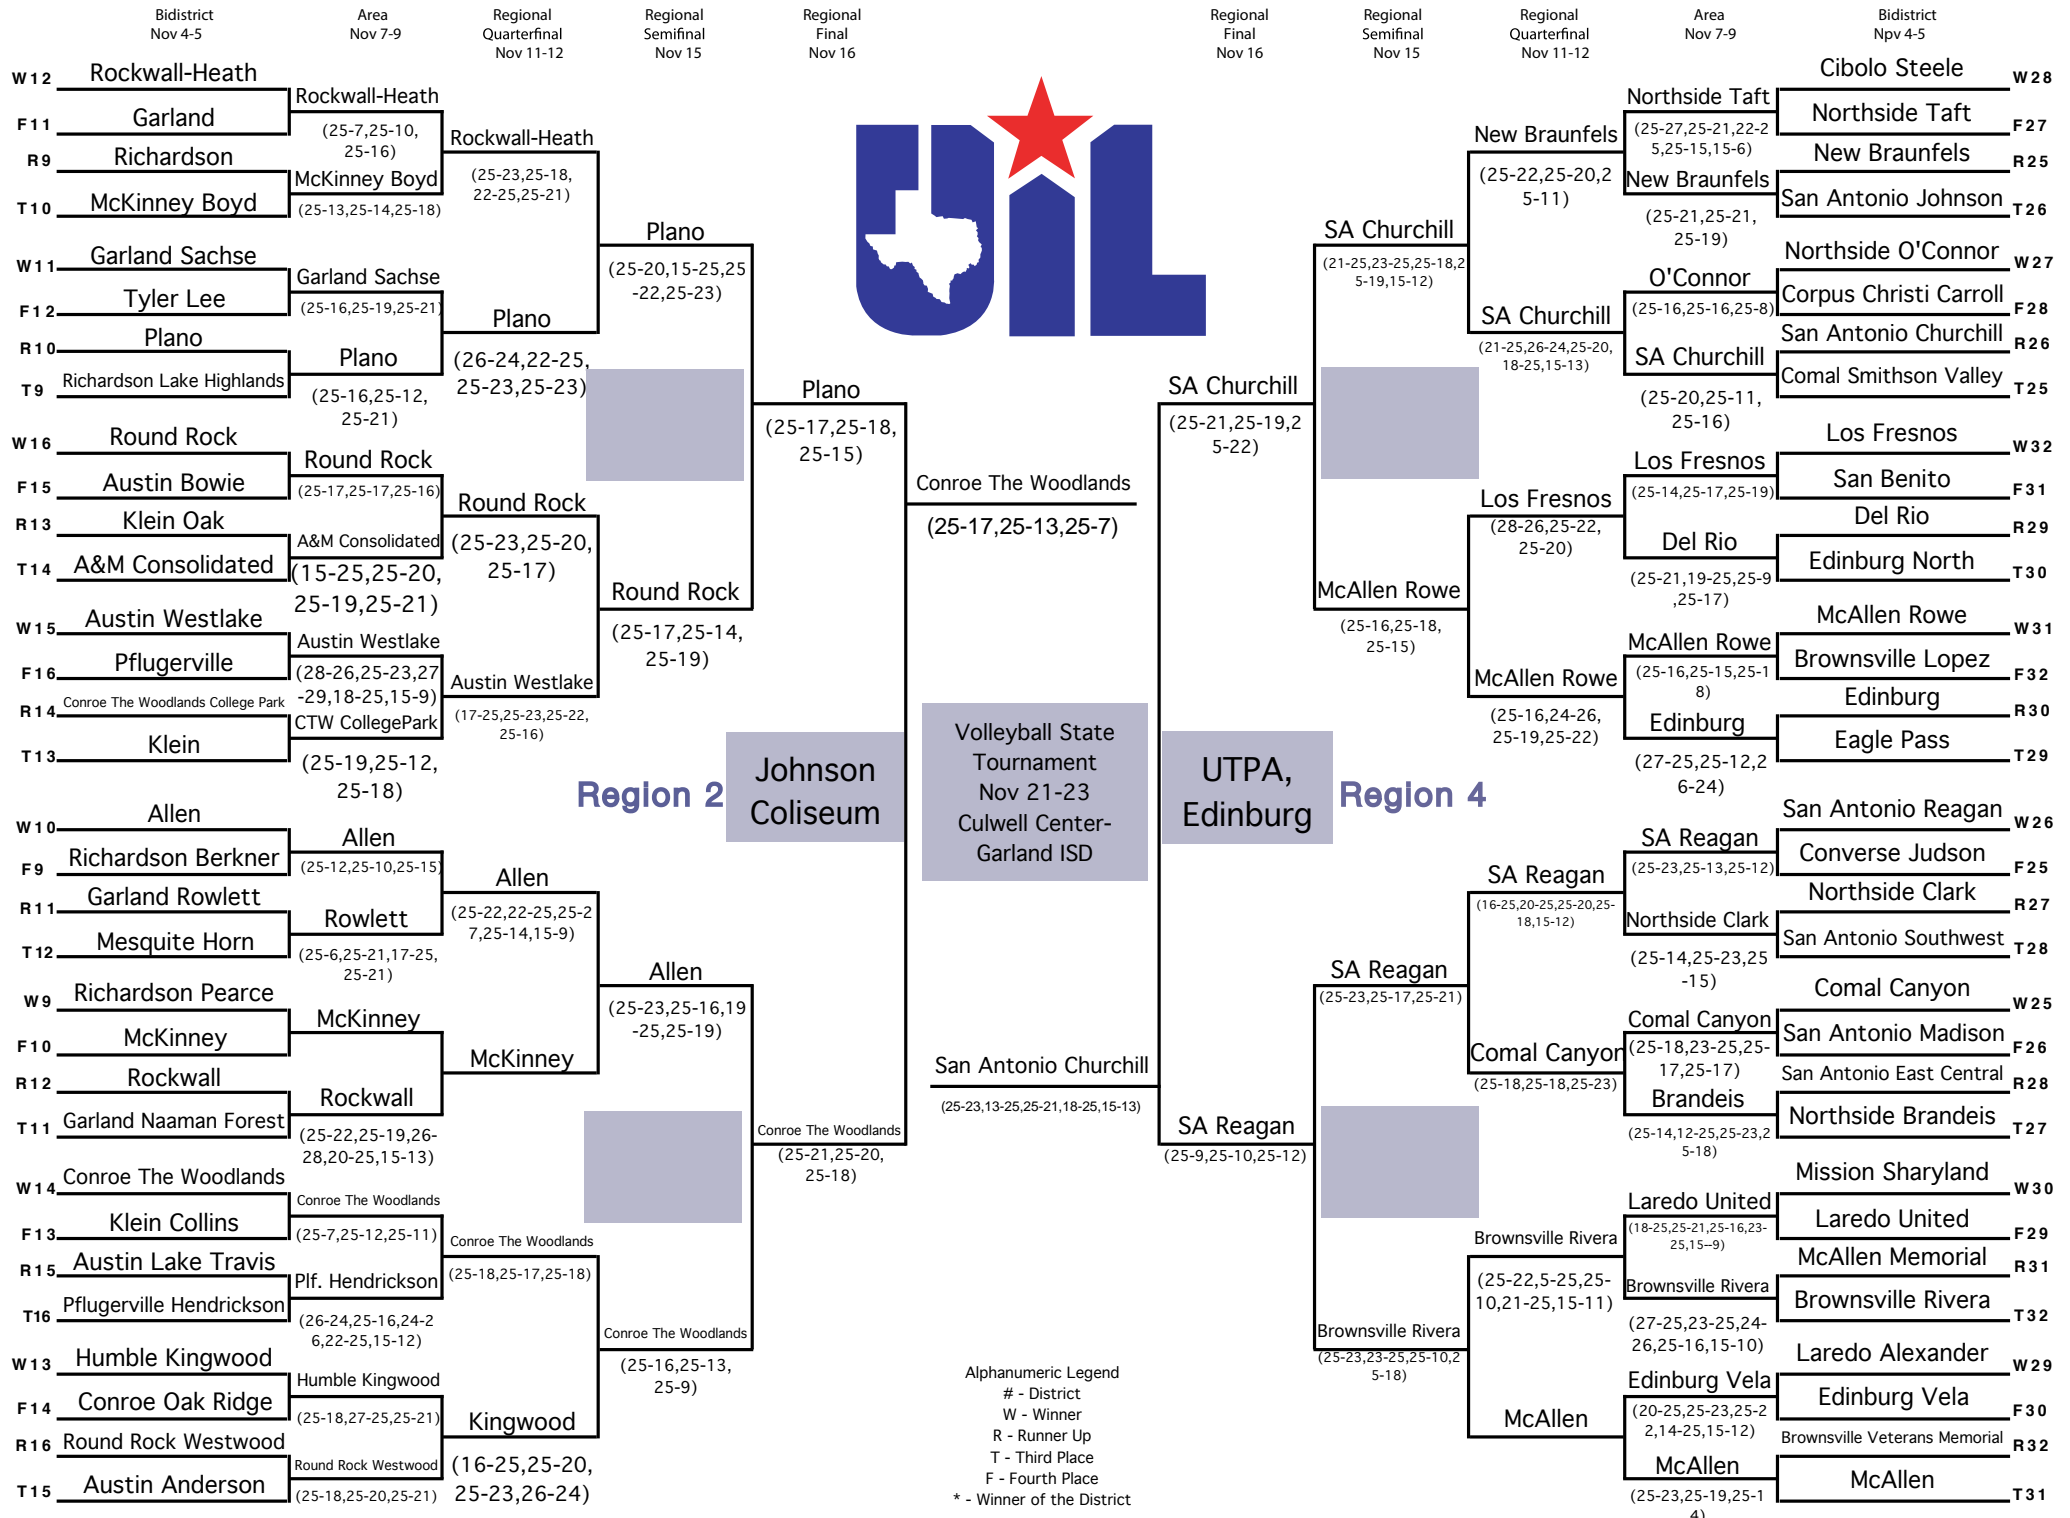 Bidistrict
Nov 4-5
Area
Nov 7-9
Regional
Quarterfinal
Nov 11-12
Regional
Semifinal
Nov 15
Regional
Final
Nov 16
Regional
Final
Nov 16
Regional
Semifinal
Nov 15
Regional
Quarterfinal
Nov 11-12
Area
Nov 7-9
Bidistrict
Npv 4-5
W12 Rockwall-Heath
F11 Garland
R9 Richardson
T10 McKinney Boyd
W11 Garland Sachse
F12 Tyler Lee
R10 Plano
T9 Richardson Lake Highlands
W16 Round Rock
F15 Austin Bowie
R13 Klein Oak
T14 A&M Consolidated
W15 Austin Westlake
F16 Pflugerville
R14 Conroe The Woodlands College Park
T13 Klein
W10 Allen
F9 Richardson Berkner
R11 Garland Rowlett
T12 Mesquite Horn
W9 Richardson Pearce
F10 McKinney
R12 Rockwall
T11 Garland Naaman Forest
W14 Conroe The Woodlands
F13 Klein Collins
R15 Austin Lake Travis
T16 Pflugerville Hendrickson
W13 Humble Kingwood
F14 Conroe Oak Ridge
R16 Round Rock Westwood
T15 Austin Anderson
Rockwall-Heath
(25-7,25-10,
25-16)
McKinney Boyd
(25-13,25-14,25-18)
Garland Sachse
(25-16,25-19,25-21)
Plano
(25-16,25-12,
25-21)
Round Rock
(25-17,25-17,25-16)
A&M Consolidated
(15-25,25-20,
25-19,25-21)
Austin Westlake
(28-26,25-23,27
-29,18-25,15-9)
CTW CollegePark
(25-19,25-12,
25-18)
Allen
(25-12,25-10,25-15)
Rowlett
(25-6,25-21,17-25,
25-21)
McKinney
Rockwall
(25-22,25-19,26-
28,20-25,15-13)
Conroe The Woodlands
(25-7,25-12,25-11)
Plf. Hendrickson
(26-24,25-16,24-2
6,22-25,15-12)
Humble Kingwood
(25-18,27-25,25-21)
Round Rock Westwood
(25-18,25-20,25-21)
Rockwall-Heath
(25-23,25-18,
22-25,25-21)
Plano
(26-24,22-25,
25-23,25-23)
Round Rock
(25-23,25-20,
25-17)
Austin Westlake
(17-25,25-23,25-22,
25-16)
Allen
(25-22,22-25,25-2
7,25-14,15-9)
McKinney
Conroe The Woodlands
(25-18,25-17,25-18)
Kingwood
(16-25,25-20,
25-23,26-24)
Plano
(25-20,15-25,25
-22,25-23)
Round Rock
(25-17,25-14,
25-19)
Allen
(25-23,25-16,19
-25,25-19)
Conroe The Woodlands
(25-16,25-13,
25-9)
Plano
(25-17,25-18,
25-15)
Conroe The Woodlands
(25-21,25-20,
25-18)
Region 2
Johnson
Coliseum
UIL
Conroe The Woodlands
(25-17,25-13,25-7)
Volleyball State
Tournament
Nov 21-23
Culwell Center-
Garland ISD
San Antonio Churchill
(25-23,13-25,25-21,18-25,15-13)
Alphanumeric Legend
# - District
W - Winner
R - Runner Up
T - Third Place
F - Fourth Place
* - Winner of the District
UTPA,
Edinburg
Region 4
SA Churchill
(25-21,25-19,2
5-22)
SA Reagan
(25-9,25-10,25-12)
SA Churchill
(21-25,23-25,25-18,2
5-19,15-12)
McAllen Rowe
(25-16,25-18,
25-15)
SA Reagan
(25-23,25-17,25-21)
Brownsville Rivera
(25-23,23-25,25-10,2
5-18)
New Braunfels
(25-22,25-20,2
5-11)
SA Churchill
(21-25,26-24,25-20,
18-25,15-13)
Los Fresnos
(28-26,25-22,
25-20)
McAllen Rowe
(25-16,24-26,
25-19,25-22)
SA Reagan
(16-25,20-25,25-20,25-
18,15-12)
Comal Canyon
(25-18,25-18,25-23)
Brownsville Rivera
(25-22,5-25,25-
10,21-25,15-11)
McAllen
Northside Taft
(25-27,25-21,22-2
5,25-15,15-6)
New Braunfels
(25-21,25-21,
25-19)
O'Connor
(25-16,25-16,25-8)
SA Churchill
(25-20,25-11,
25-16)
Los Fresnos
(25-14,25-17,25-19)
Del Rio
(25-21,19-25,25-9
,25-17)
McAllen Rowe
(25-16,25-15,25-1
8)
Edinburg
(27-25,25-12,2
6-24)
SA Reagan
(25-23,25-13,25-12)
Northside Clark
(25-14,25-23,25
-15)
Comal Canyon
(25-18,23-25,25-
17,25-17)
Brandeis
(25-14,12-25,25-23,2
5-18)
Laredo United
(18-25,25-21,25-16,23-
25,15--9)
Brownsville Rivera
(27-25,23-25,24-
26,25-16,15-10)
Edinburg Vela
(20-25,25-23,25-2
2,14-25,15-12)
McAllen
(25-23,25-19,25-1
4)
Cibolo Steele W28
Northside Taft F27
New Braunfels R25
San Antonio Johnson T26
Northside O'Connor W27
Corpus Christi Carroll F28
San Antonio Churchill R26
Comal Smithson Valley T25
Los Fresnos W32
San Benito F31
Del Rio R29
Edinburg North T30
McAllen Rowe W31
Brownsville Lopez F32
Edinburg R30
Eagle Pass T29
San Antonio Reagan W26
Converse Judson F25
Northside Clark R27
San Antonio Southwest T28
Comal Canyon W25
San Antonio Madison F26
San Antonio East Central R28
Northside Brandeis T27
Mission Sharyland W30
Laredo United F29
McAllen Memorial R31
Brownsville Rivera T32
Laredo Alexander W29
Edinburg Vela F30
Brownsville Veterans Memorial R32
McAllen T31